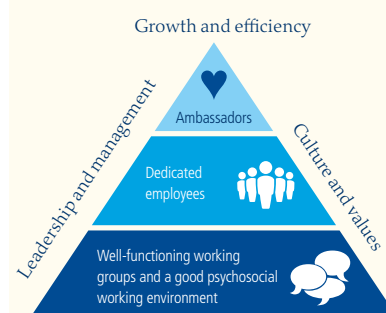 Growth and efficiency
Leadership and management
Culture and values
Ambassadors
Dedicated
employees
Well-functioning working
groups and a good psychosocial
working environment